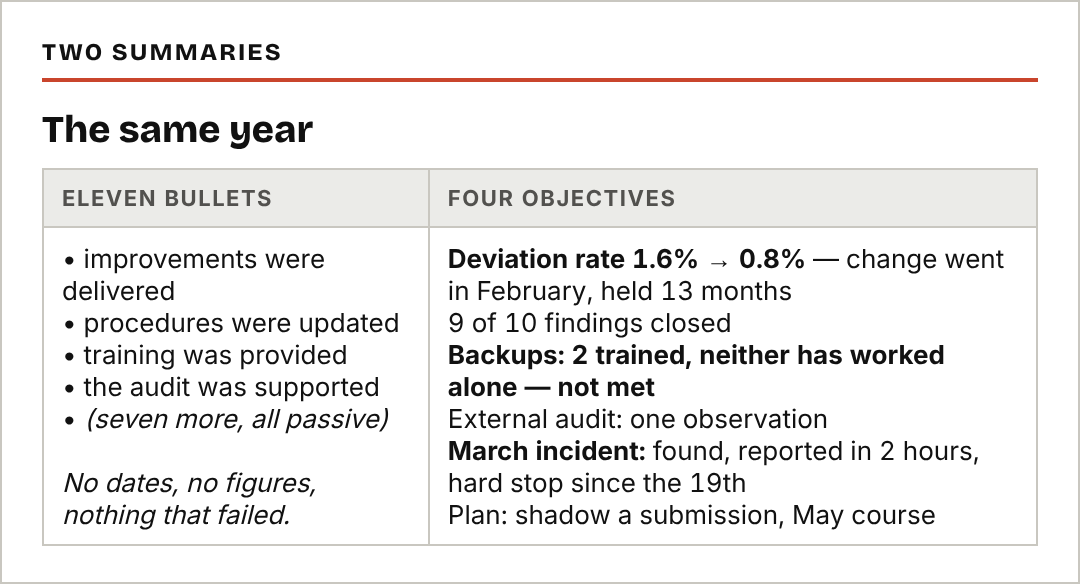 TWO SUMMARIES
The same year
ELEVEN BULLETS
• improvements were
delivered
• procedures were updated
• training was provided
• the audit was supported
• (seven more, all passive)
No dates, no figures,
nothing that failed.
FOUR OBJECTIVES
Deviation rate 1.6% → 0.8% — change went
in February, held 13 months
9 of 10 findings closed
Backups: 2 trained, neither has worked
alone — not met
External audit: one observation
March incident: found, reported in 2 hours,
hard stop since the 19th
Plan: shadow a submission, May course